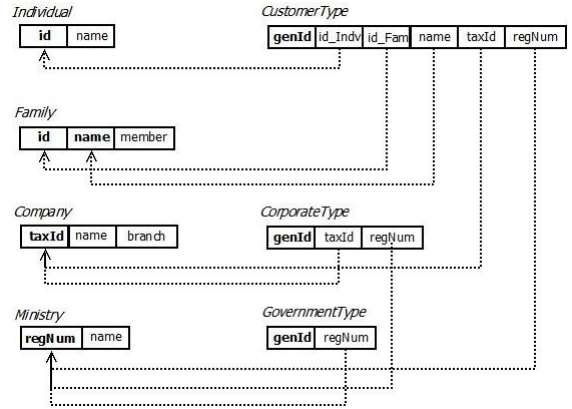 Individual
id name
CustomerType
genId id_Indv id_Fam name taxId regNum
Family
id name member
Company
taxId name branch
CorporateType
genId taxId regNum
Ministry
regNum name
GovernmentType
genId regNum